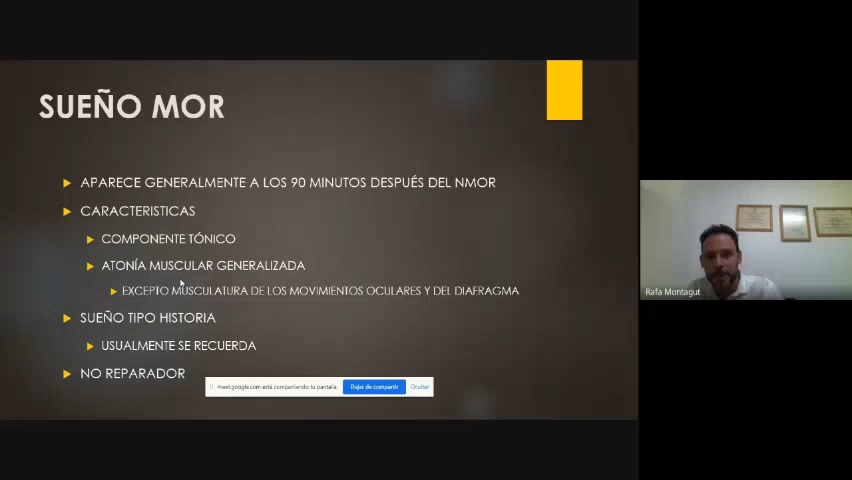 SUEÑO MOR
APARECE GENERALMENTE A LOS 90 MINUTOS DESPUÉS DEL NMOR
CARACTERISTICAS
COMPONENTE TÓNICO
ATONÍA MUSCULAR GENERALIZADA
EXCEPTO MUSCULATURA DE LOS MOVIMIENTOS OCULARES Y DEL DIAFRAGMA
SUEÑO TIPO HISTORIA
USUALMENTE SE RECUERDA
NO REPARADOR
meet.google.com está compartiendo tu pantalla.
Dejar de compartir
Ocultar
Rafa Montagut